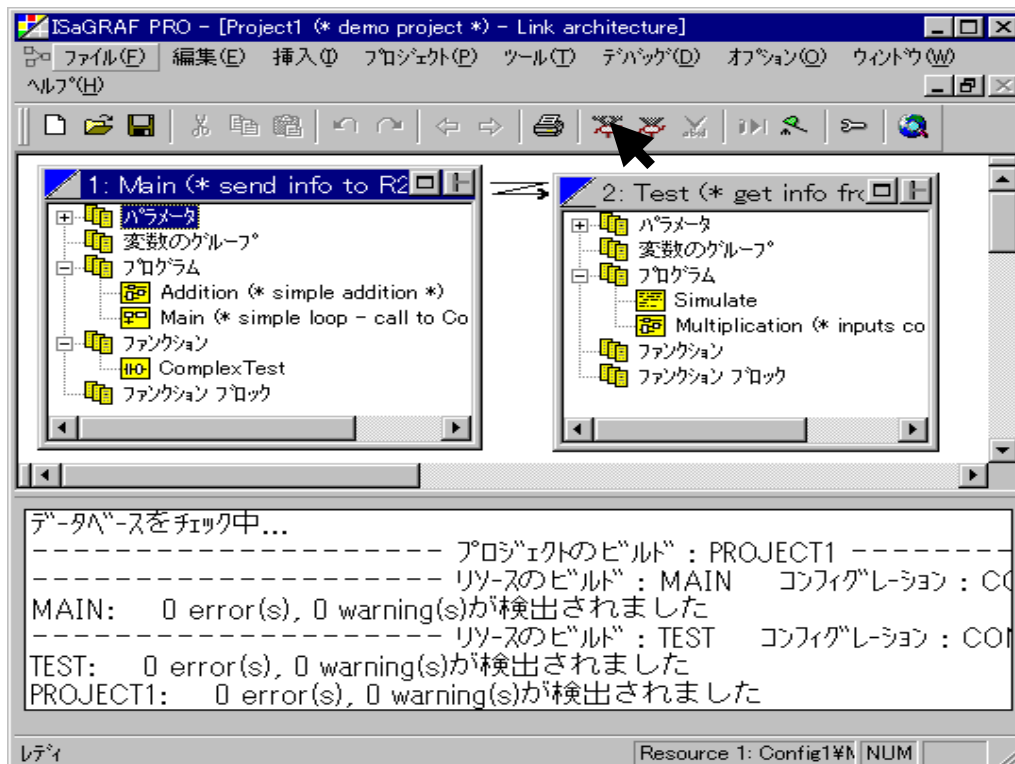 ISaGRAF PRO - [Project1 (* demo project *) - Link architecture]
ファイル(F) 編集(E) 挿入(I) プロジェクト(P) ツール(T) デバッグ(D) オプション(O) ウィンドウ(W)
ヘルプ(H)
1: Main (* send info to R2
パラメータ
変数のグループ
プログラム
Addition (* simple addition *)
Main (* simple loop - call to Co
ファンクション
ComplexTest
ファンクション ブロック
2: Test (* get info fro
パラメータ
変数のグループ
プログラム
Simulate
Multiplication (* inputs co
ファンクション
ファンクション ブロック
データベースをチェック中...
--------------------- プロジェクトのビルド : PROJECT1 --------
--------------------- リソースのビルド : MAIN コンフィグレーション : CO
MAIN: 0 error(s), 0 warning(s)が検出されました
--------------------- リソースのビルド : TEST コンフィグレーション : CON
TEST: 0 error(s), 0 warning(s)が検出されました
PROJECT1: 0 error(s), 0 warning(s)が検出されました
レディ
Resource 1: Config1¥M NUM